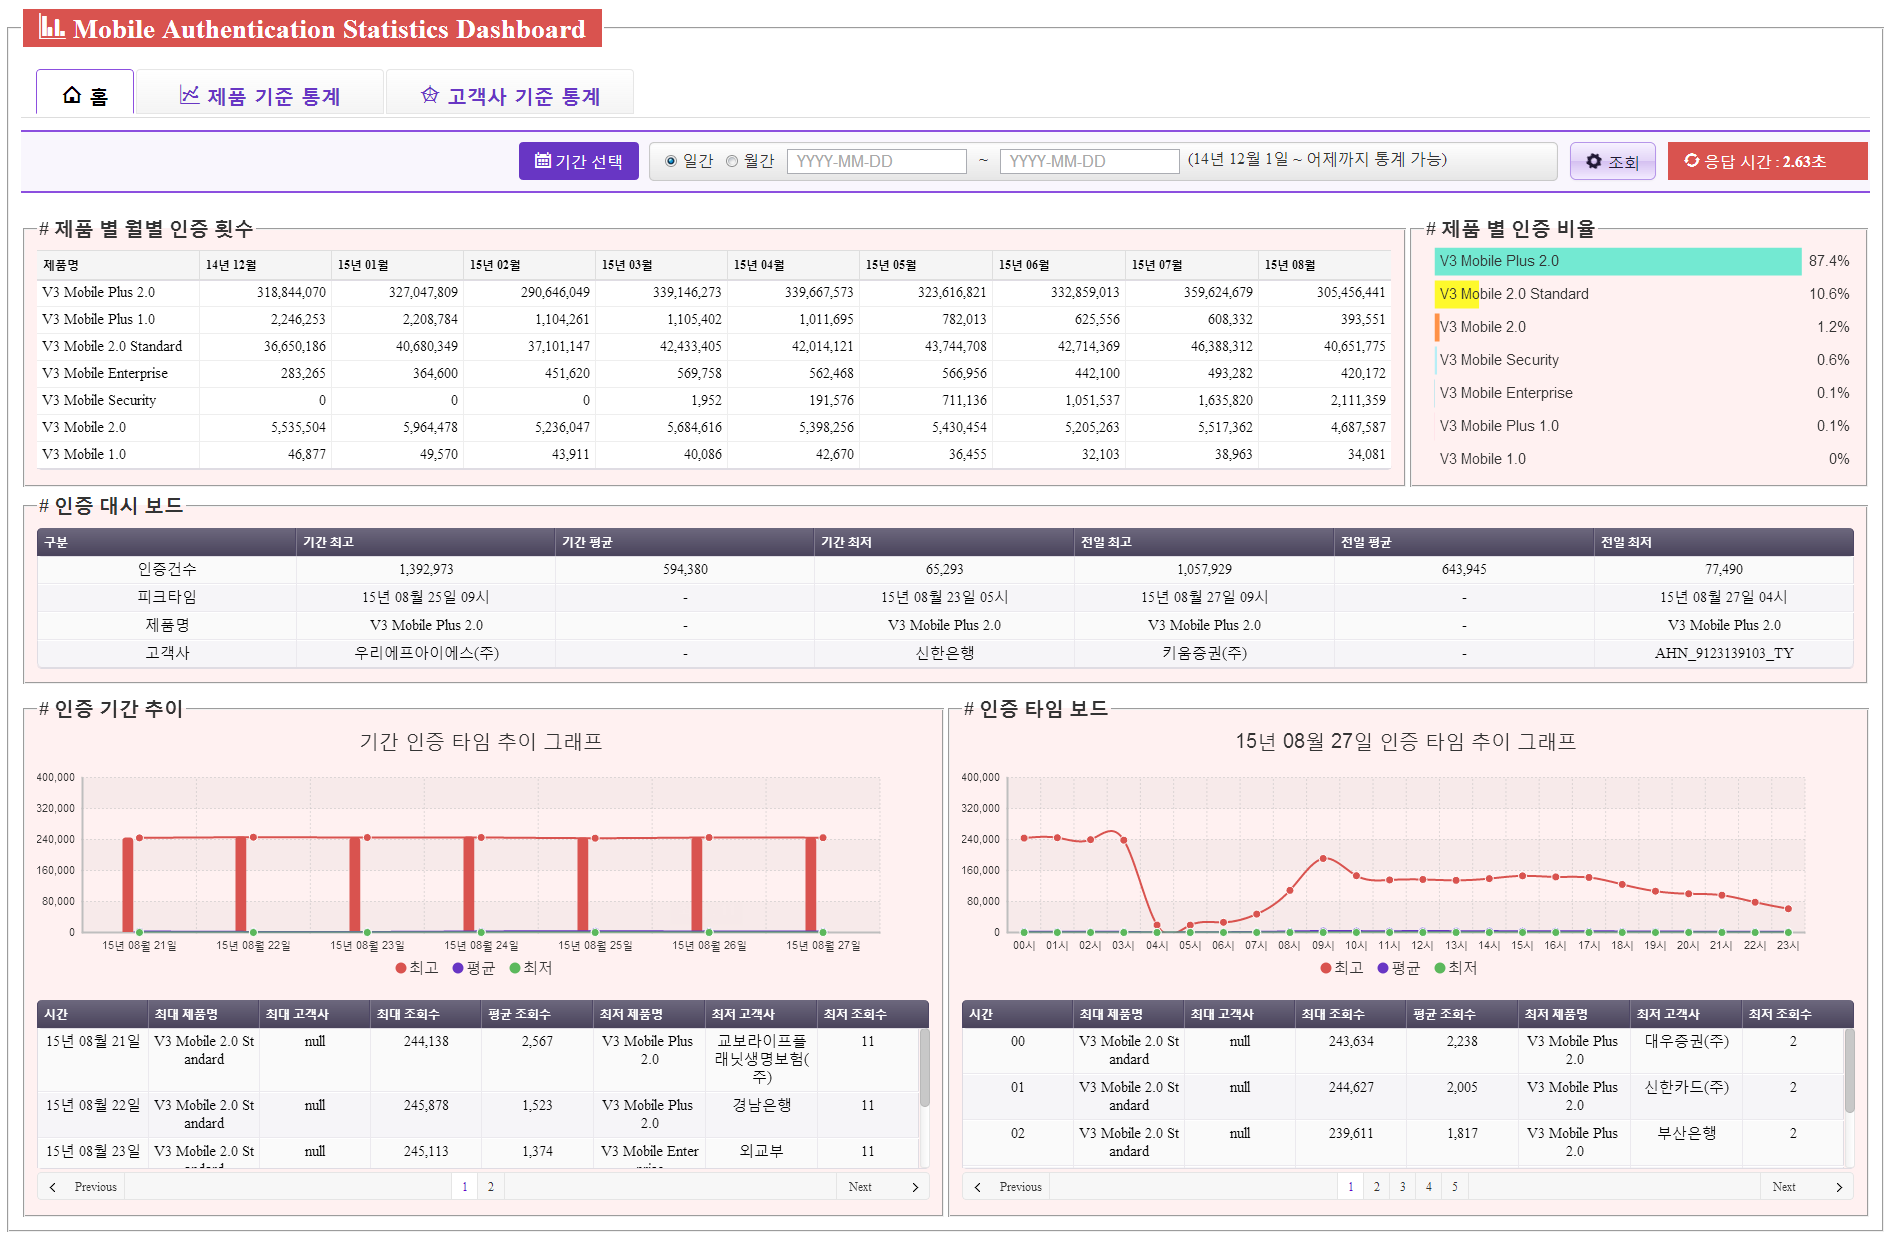 Mobile Authentication Statistics Dashboard
홈
제품 기준 통계
고객사 기준 통계
기간 선택 일간 월간 YYYY-MM-DD ~ YYYY-MM-DD (14년 12월 1일 ~ 어제까지 통계 가능) 조회 응답 시간 : 2.63초
# 제품 별 월별 인증 횟수
제품명 14년 12월 15년 01월 15년 02월 15년 03월 15년 04월 15년 05월 15년 06월 15년 07월 15년 08월
V3 Mobile Plus 2.0 318,844,070 327,047,809 290,646,049 339,146,273 339,667,573 323,616,821 332,859,013 359,624,679 305,456,441
V3 Mobile Plus 1.0 2,246,253 2,208,784 1,104,261 1,105,402 1,011,695 782,013 625,556 608,332 393,551
V3 Mobile 2.0 Standard 36,650,186 40,680,349 37,101,147 42,433,405 42,014,121 43,744,708 42,714,369 46,388,312 40,651,775
V3 Mobile Enterprise 283,265 364,600 451,620 569,758 562,468 566,956 442,100 493,282 420,172
V3 Mobile Security 0 0 0 1,952 191,576 711,136 1,051,537 1,635,820 2,111,359
V3 Mobile 2.0 5,535,504 5,964,478 5,236,047 5,684,616 5,398,256 5,430,454 5,205,263 5,517,362 4,687,587
V3 Mobile 1.0 46,877 49,570 43,911 40,086 42,670 36,455 32,103 38,963 34,081
# 제품 별 인증 비율
V3 Mobile Plus 2.0 87.4%
V3 Mobile 2.0 Standard 10.6%
V3 Mobile 2.0 1.2%
V3 Mobile Security 0.6%
V3 Mobile Enterprise 0.1%
V3 Mobile Plus 1.0 0.1%
V3 Mobile 1.0 0%
# 인증 대시 보드
구분 기간 최고 기간 평균 기간 최저 전일 최고 전일 평균 전일 최저
인증건수 1,392,973 594,380 65,293 1,057,929 643,945 77,490
피크타임 15년 08월 25일 09시 - 15년 08월 23일 05시 15년 08월 27일 09시 - 15년 08월 27일 04시
제품명 V3 Mobile Plus 2.0 - V3 Mobile Plus 2.0 V3 Mobile Plus 2.0 - V3 Mobile Plus 2.0
고객사 우리에프아이에스(주) - 신한은행 키움증권(주) - AHN_9123139103_TY
# 인증 기간 추이
기간 인증 타임 추이 그래프
400,000
320,000
240,000
160,000
80,000
0
15년 08월 21일 15년 08월 22일 15년 08월 23일 15년 08월 24일 15년 08월 25일 15년 08월 26일 15년 08월 27일
최고 평균 최저
시간 최대 제품명 최대 고객사 최대 조회수 평균 조회수 최저 제품명 최저 고객사 최저 조회수
15년 08월 21일 V3 Mobile 2.0 St null 244,138 2,567 V3 Mobile Plus 교보라이프플 11
andard 2.0 래닛생명보험(
주)
15년 08월 22일 V3 Mobile 2.0 St null 245,878 1,523 V3 Mobile Plus 경남은행 11
andard 2.0
15년 08월 23일 V3 Mobile 2.0 St null 245,113 1,374 V3 Mobile Enter 외교부 11
Previous 1 2 Next
# 인증 타임 보드
15년 08월 27일 인증 타임 추이 그래프
400,000
320,000
240,000
160,000
80,000
0
00시 01시 02시 03시 04시 05시 06시 07시 08시 09시 10시 11시 12시 13시 14시 15시 16시 17시 18시 19시 20시 21시 22시 23시
최고 평균 최저
시간 최대 제품명 최대 고객사 최대 조회수 평균 조회수 최저 제품명 최저 고객사 최저 조회수
00 V3 Mobile 2.0 St null 243,634 2,238 V3 Mobile Plus 대우증권(주) 2
andard 2.0
01 V3 Mobile 2.0 St null 244,627 2,005 V3 Mobile Plus 신한카드(주) 2
andard 2.0
02 V3 Mobile 2.0 St null 239,611 1,817 V3 Mobile Plus 부산은행 2
andard 2.0
Previous 1 2 3 4 5 Next